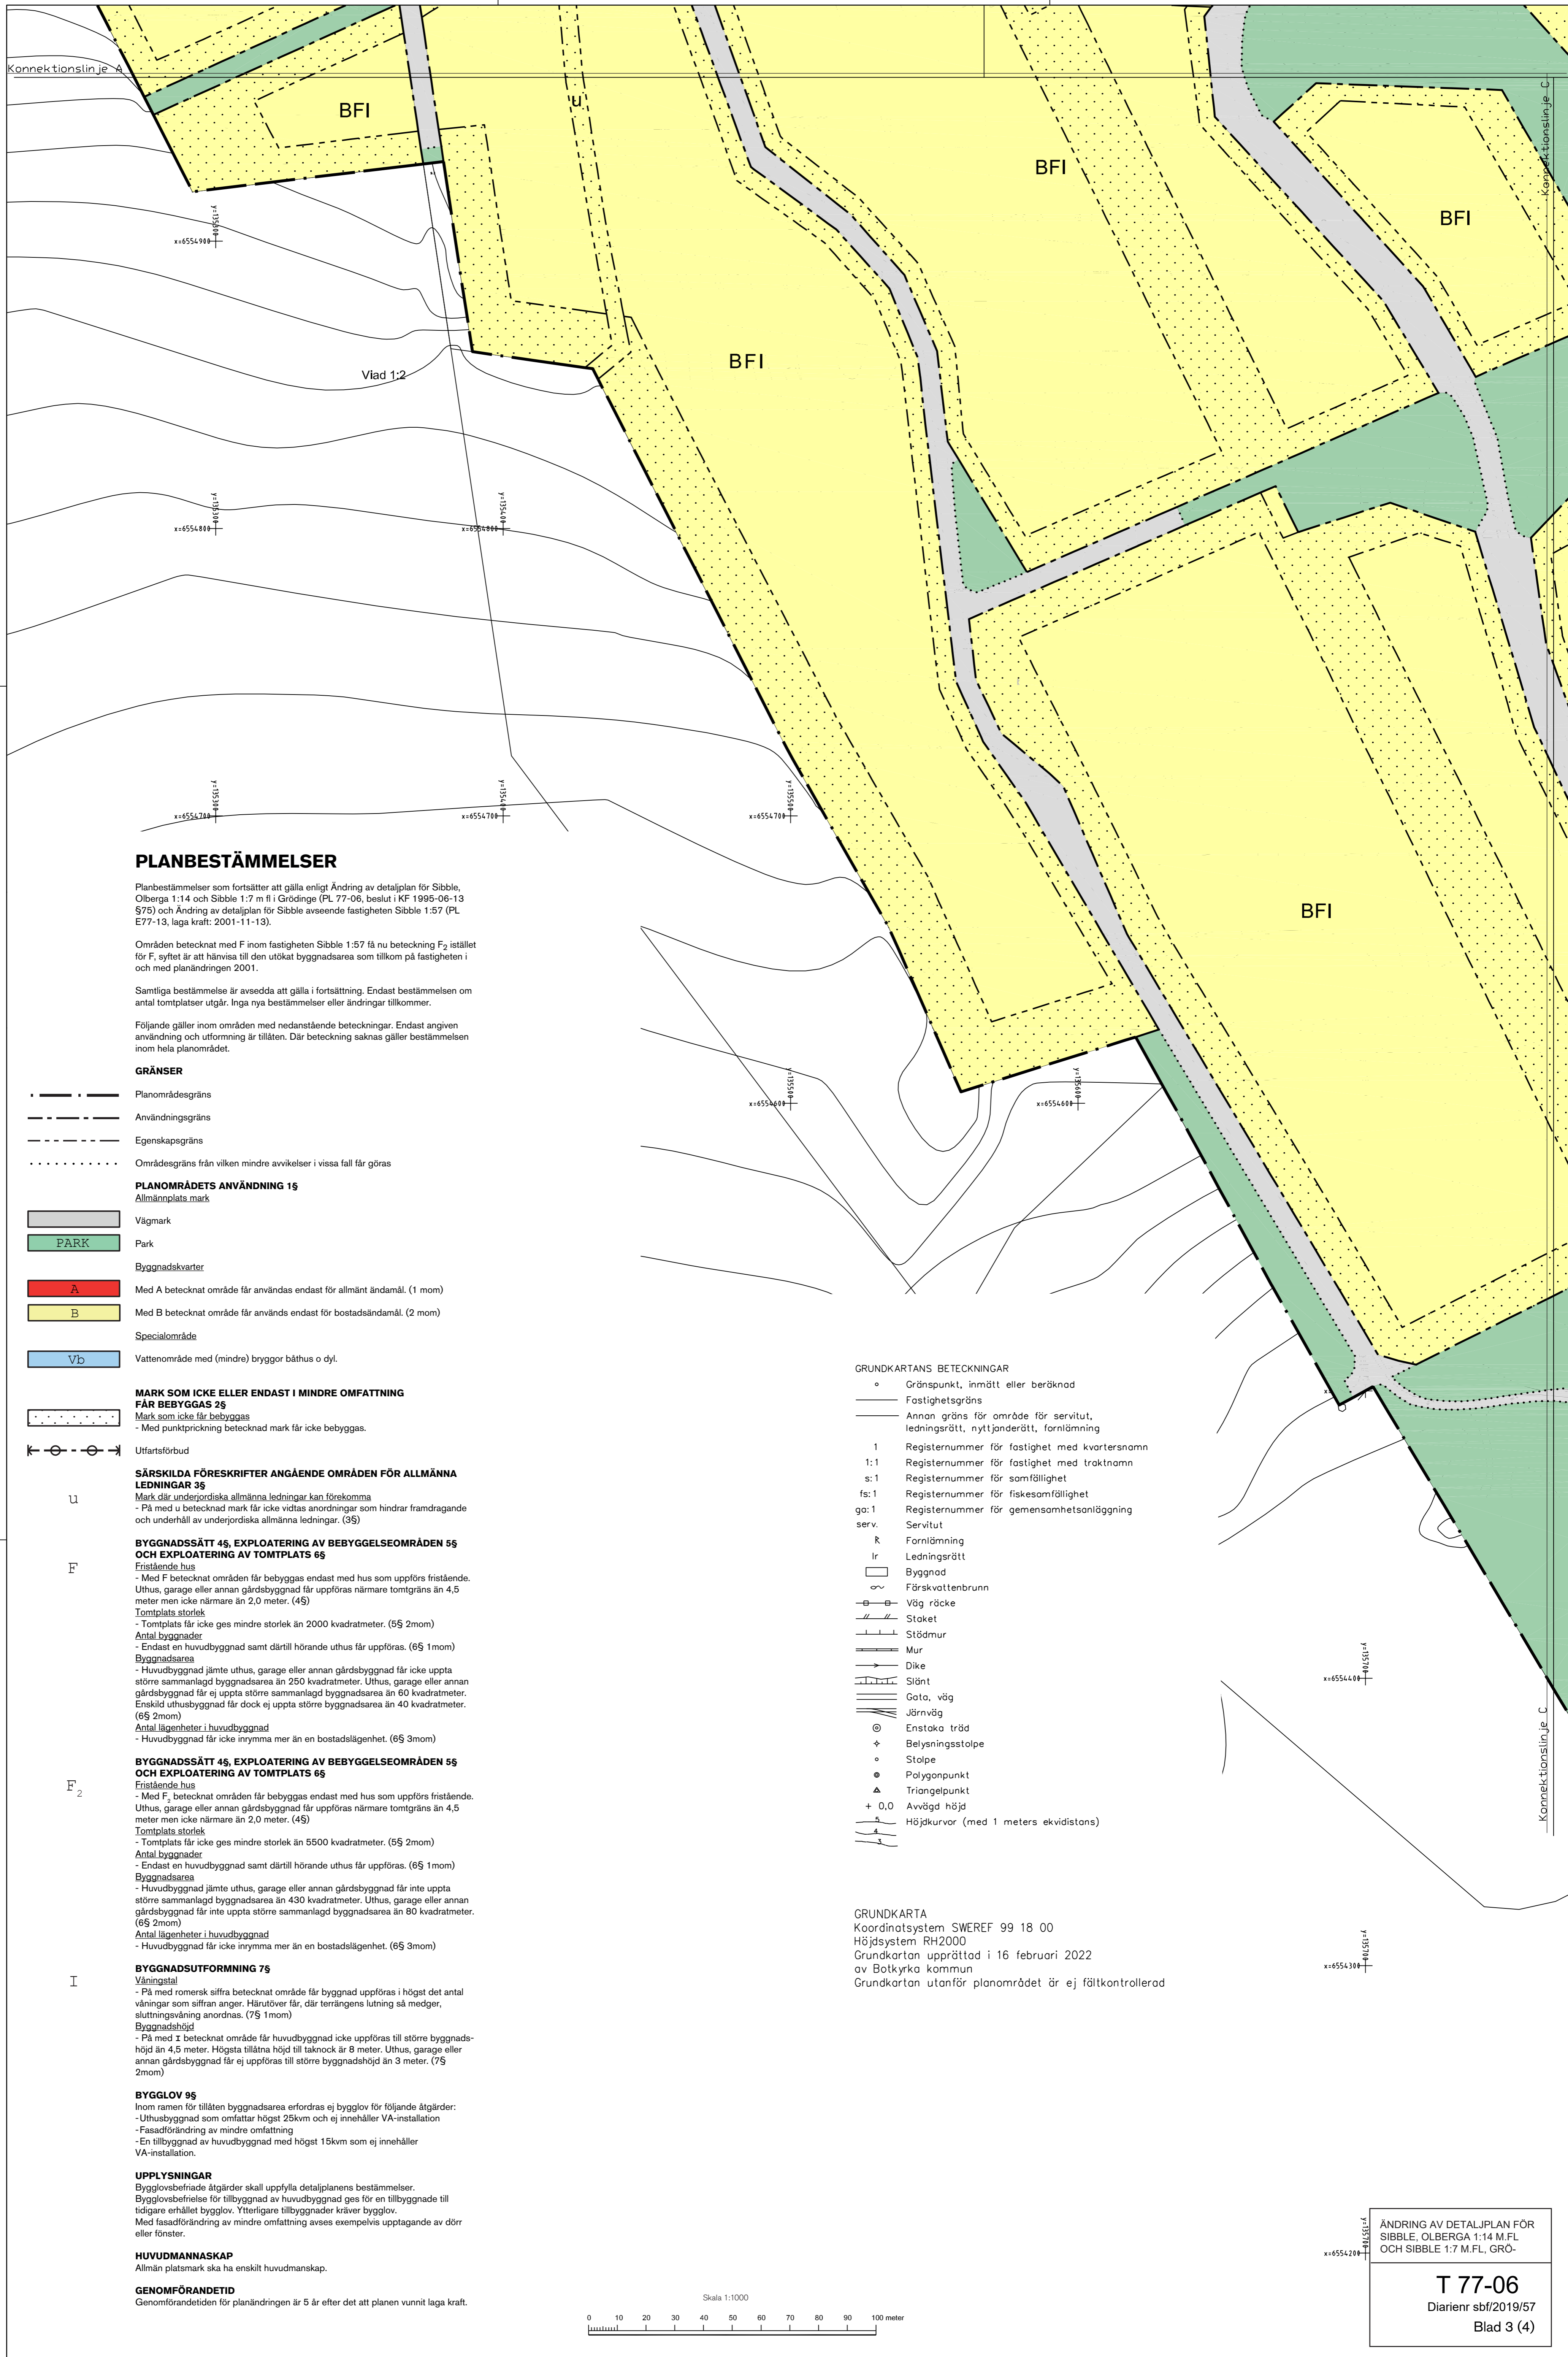 Konnektionslinje A
Konnektionslinje C
BFI
u
BFI
BFI
BFI
BFI
Viad 1:2
y=135300
x=6554900
y=135300
x=6554800
y=135400
x=6554800
y=135300
x=6554700
y=135400
x=6554700
y=135500
x=6554700
y=135500
x=6554600
y=135600
x=6554600
PLANBESTÄMMELSER
Planbestämmelser som fortsätter att gälla enligt Ändring av detaljplan för Sibble,
Olberga 1:14 och Sibble 1:7 m fl i Grödinge (PL 77-06, beslut i KF 1995-06-13
§75) och Ändring av detaljplan för Sibble avseende fastigheten Sibble 1:57 (PL
E77-13, laga kraft: 2001-11-13).
Områden betecknat med F inom fastigheten Sibble 1:57 få nu beteckning F2 istället
för F, syftet är att hänvisa till den utökat byggnadsarea som tillkom på fastigheten i
och med planändringen 2001.
Samtliga bestämmelse är avsedda att gälla i fortsättning. Endast bestämmelsen om
antal tomtplatser utgår. Inga nya bestämmelser eller ändringar tillkommer.
Följande gäller inom områden med nedanstående beteckningar. Endast angiven
användning och utformning är tillåten. Där beteckning saknas gäller bestämmelsen
inom hela planområdet.
GRÄNSER
Planområdesgräns
Användningsgräns
Egenskapsgräns
Områdesgräns från vilken mindre avvikelser i vissa fall får göras
PLANOMRÅDETS ANVÄNDNING 1§
Allmännplats mark
Vägmark
PARK Park
Byggnadskvarter
A Med A betecknat område får användas endast för allmänt ändamål. (1 mom)
B Med B betecknat område får används endast för bostadsändamål. (2 mom)
Specialområde
Vb Vattenområde med (mindre) bryggor båthus o dyl.
MARK SOM ICKE ELLER ENDAST I MINDRE OMFATTNING
FÅR BEBYGGAS 2§
Mark som icke får bebyggas
- Med punktprickning betecknad mark får icke bebyggas.
Utfartsförbud
SÄRSKILDA FÖRESKRIFTER ANGÅENDE OMRÅDEN FÖR ALLMÄNNA
LEDNINGAR 3§
u Mark där underjordiska allmänna ledningar kan förekomma
- På med u betecknad mark får icke vidtas anordningar som hindrar framdragande
och underhåll av underjordiska allmänna ledningar. (3§)
BYGGNADSSÄTT 4§, EXPLOATERING AV BEBYGGELSEOMRÅDEN 5§
OCH EXPLOATERING AV TOMTPLATS 6§
F Fristående hus
- Med F betecknat områden får bebyggas endast med hus som uppförs fristående.
Uthus, garage eller annan gårdsbyggnad får uppföras närmare tomtgräns än 4,5
meter men icke närmare än 2,0 meter. (4§)
Tomtplats storlek
- Tomtplats får icke ges mindre storlek än 2000 kvadratmeter. (5§ 2mom)
Antal byggnader
- Endast en huvudbyggnad samt därtill hörande uthus får uppföras. (6§ 1mom)
Byggnadsarea
- Huvudbyggnad jämte uthus, garage eller annan gårdsbyggnad får icke uppta
större sammanlagd byggnadsarea än 250 kvadratmeter. Uthus, garage eller annan
gårdsbyggnad får ej uppta större sammanlagd byggnadsarea än 60 kvadratmeter.
Enskild uthusbyggnad får dock ej uppta större byggnadsarea än 40 kvadratmeter.
(6§ 2mom)
Antal lägenheter i huvudbyggnad
- Huvudbyggnad får icke inrymma mer än en bostadslägenhet. (6§ 3mom)
BYGGNADSSÄTT 4§, EXPLOATERING AV BEBYGGELSEOMRÅDEN 5§
OCH EXPLOATERING AV TOMTPLATS 6§
F2 Fristående hus
- Med F2 betecknat områden får bebyggas endast med hus som uppförs fristående.
Uthus, garage eller annan gårdsbyggnad får uppföras närmare tomtgräns än 4,5
meter men icke närmare än 2,0 meter. (4§)
Tomtplats storlek
- Tomtplats får icke ges mindre storlek än 5500 kvadratmeter. (5§ 2mom)
Antal byggnader
- Endast en huvudbyggnad samt därtill hörande uthus får uppföras. (6§ 1mom)
Byggnadsarea
- Huvudbyggnad jämte uthus, garage eller annan gårdsbyggnad får inte uppta
större sammanlagd byggnadsarea än 430 kvadratmeter. Uthus, garage eller annan
gårdsbyggnad får inte uppta större sammanlagd byggnadsarea än 80 kvadratmeter.
(6§ 2mom)
Antal lägenheter i huvudbyggnad
- Huvudbyggnad får icke inrymma mer än en bostadslägenhet. (6§ 3mom)
BYGGNADSUTFORMNING 7§
I Våningstal
- På med romersk siffra betecknat område får byggnad uppföras i högst det antal
våningar som siffran anger. Härutöver får, där terrängens lutning så medger,
sluttningsvåning anordnas. (7§ 1mom)
Byggnadshöjd
- På med I betecknat område får huvudbyggnad icke uppföras till större byggnads-
höjd än 4,5 meter. Högsta tillåtna höjd till taknock är 8 meter. Uthus, garage eller
annan gårdsbyggnad får ej uppföras till större byggnadshöjd än 3 meter. (7§
2mom)
BYGGLOV 9§
Inom ramen för tillåten byggnadsarea erfordras ej bygglov för följande åtgärder:
-Uthusbyggnad som omfattar högst 25kvm och ej innehåller VA-installation
-Fasadförändring av mindre omfattning
-En tillbyggnad av huvudbyggnad med högst 15kvm som ej innehåller
VA-installation.
UPPLYSNINGAR
Bygglovsbefriade åtgärder skall uppfylla detaljplanens bestämmelser.
Bygglovsbefrielse för tillbyggnad av huvudbyggnad ges för en tillbyggnade till
tidigare erhållet bygglov. Ytterligare tillbyggnader kräver bygglov.
Med fasadförändring av mindre omfattning avses exempelvis upptagande av dörr
eller fönster.
HUVUDMANNASKAP
Allmän platsmark ska ha enskilt huvudmanskap.
GENOMFÖRANDETID
Genomförandetiden för planändringen är 5 år efter det att planen vunnit laga kraft.
GRUNDKARTANS BETECKNINGAR
Gränspunkt, inmätt eller beräknad
Fastighetsgräns
Annan gräns för område för servitut,
ledningsrätt, nyttjanderätt, fornlämning
1 Registernummer för fastighet med kvartersnamn
1:1 Registernummer för fastighet med traktnamn
s:1 Registernummer för samfällighet
fs:1 Registernummer för fiskesamfällighet
ga:1 Registernummer för gemensamhetsanläggning
serv. Servitut
R Fornlämning
lr Ledningsrätt
Byggnad
Färskvattenbrunn
Väg räcke
Staket
Stödmur
Mur
Dike
Slänt
Gata, väg
Järnväg
Enstaka träd
Belysningsstolpe
Stolpe
Polygonpunkt
Triangelpunkt
+ 0,0 Avvägd höjd
5 Höjdkurvor (med 1 meters ekvidistans)
4
3
GRUNDKARTA
Koordinatsystem SWEREF 99 18 00
Höjdsystem RH2000
Grundkartan upprättad i 16 februari 2022
av Botkyrka kommun
Grundkartan utanför planområdet är ej fältkontrollerad
y=135700
x=6554400
Konnektionslinje C
y=135700
x=6554300
y=135700
x=6554200
Skala 1:1000
0 10 20 30 40 50 60 70 80 90 100 meter
ÄNDRING AV DETALJPLAN FÖR
SIBBLE, OLBERGA 1:14 M.FL
OCH SIBBLE 1:7 M.FL, GRÖ-
T 77-06
Diarienr sbf/2019/57
Blad 3 (4)